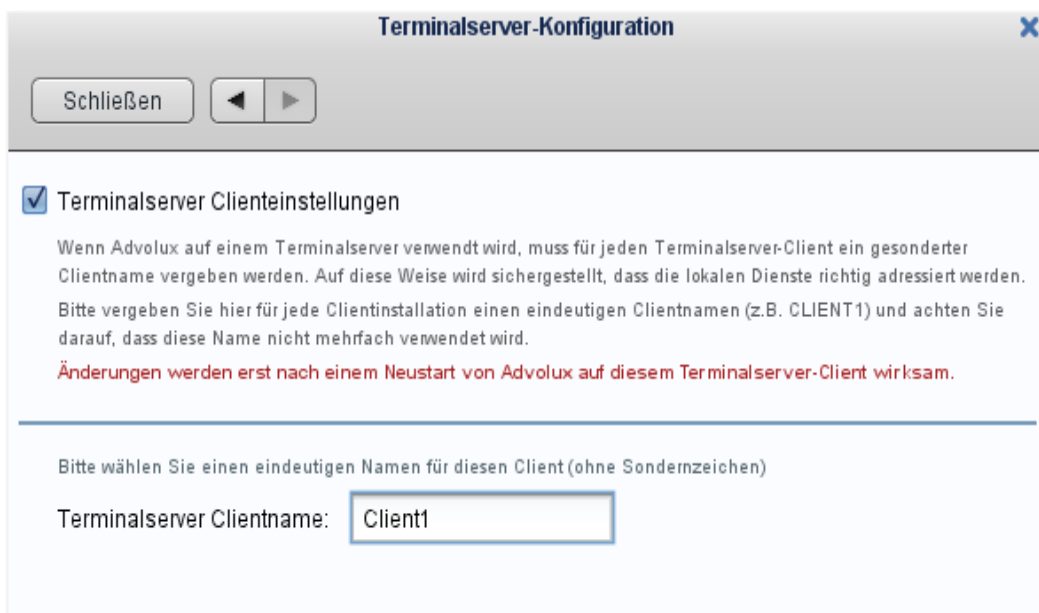 Terminalserver-Konfiguration
Schließen
Terminalserver Clienteinstellungen
Wenn Advolux auf einem Terminalserver verwendt wird, muss für jeden Terminalserver-Client ein gesonderter
Clientname vergeben werden. Auf diese Weise wird sichergestellt, dass die lokalen Dienste richtig adressiert werden.
Bitte vergeben Sie hier für jede Clientinstallation einen eindeutigen Clientnamen (z.B. CLIENT1) und achten Sie
darauf, dass diese Name nicht mehrfach verwendet wird.
Änderungen werden erst nach einem Neustart von Advolux auf diesem Terminalserver-Client wirksam.
Bitte wählen Sie einen eindeutigen Namen für diesen Client (ohne Sondernzeichen)
Terminalserver Clientname: Client1